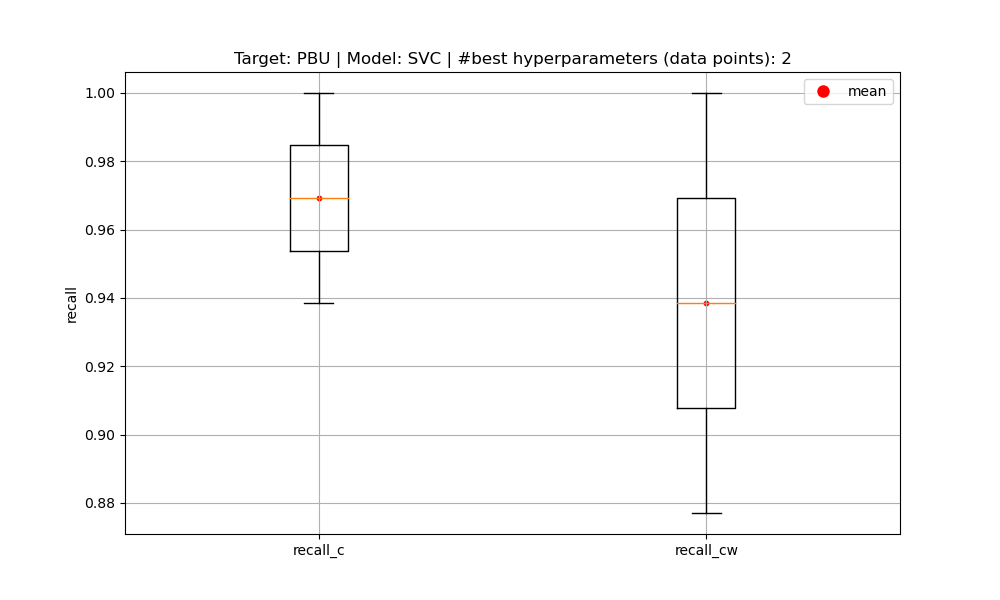 Target: PBU | Model: SVC | #best hyperparameters (data points): 2
mean
1.00
0.98
0.96
0.94
0.92
0.90
0.88
recall
recall_c
recall_cw